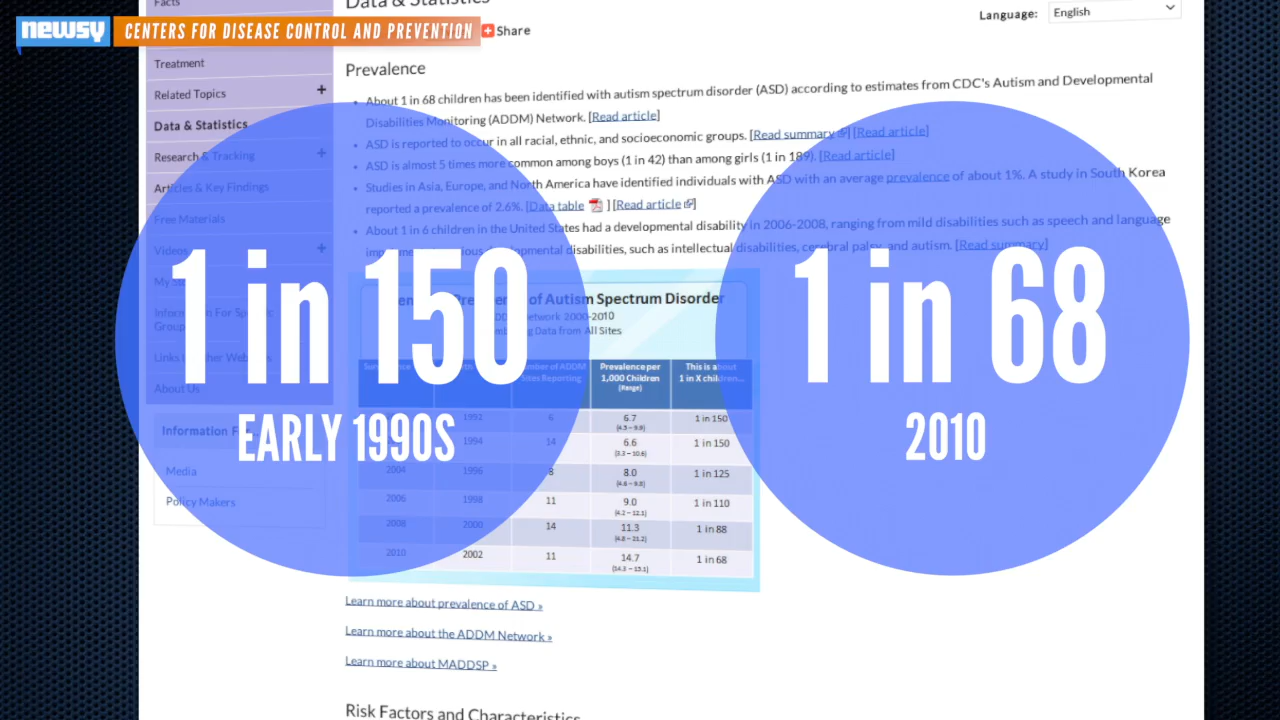 Facts
Data & Statistics
newsy
CENTERS FOR DISEASE CONTROL AND PREVENTION
Share
Language:
English
Treatment
Related Topics +
Data & Statistics
Research & Tracking +
Articles & Key Findings
Free Materials
Videos +
Links
About Us
Media
Policy Makers
Prevalence
• About 1 in 68 children has been identified with autism spectrum disorder (ASD) according to estimates from CDC's Autism and Developmental
Disabilities Monitoring (ADDM) Network. [Read article]
• ASD is reported to occur in all racial, ethnic, and socioeconomic groups. [Read summary] [Read article]
• ASD is almost 5 times more common among boys (1 in 42) than among girls (1 in 189). [Read article]
• Studies in Asia, Europe, and North America have identified individuals with ASD with an average prevalence of about 1%. A study in South Korea
reported a prevalence of 2.6%. [Data table ] [Read article ]
• About 1 in 6 children in the United States had a developmental disability in 2006-2008, ranging from mild disabilities such as speech and language
disabilities, such as intellectual disabilities, cerebral palsy, and autism. [Read summary]
1 in 150
EARLY 1990S
1 in 68
2010
of Autism Spectrum Disorder
Network 2000-2010
Data from All Sites
Number of ADDM
Sites Reporting
Prevalence per
1,000 Children
(Range)
This is about
1 in X children...
1992 6 6.7 1 in 150
1994 14 6.6 1 in 150
2004 1996 8 8.0 1 in 125
2006 1998 11 9.0 1 in 110
2008 2000 14 11.3 1 in 88
2010 2002 11 14.7 1 in 68
Learn more about prevalence of ASD »
Learn more about the ADDM Network »
Learn more about MADDSP »
Risk Factors and Characteristics